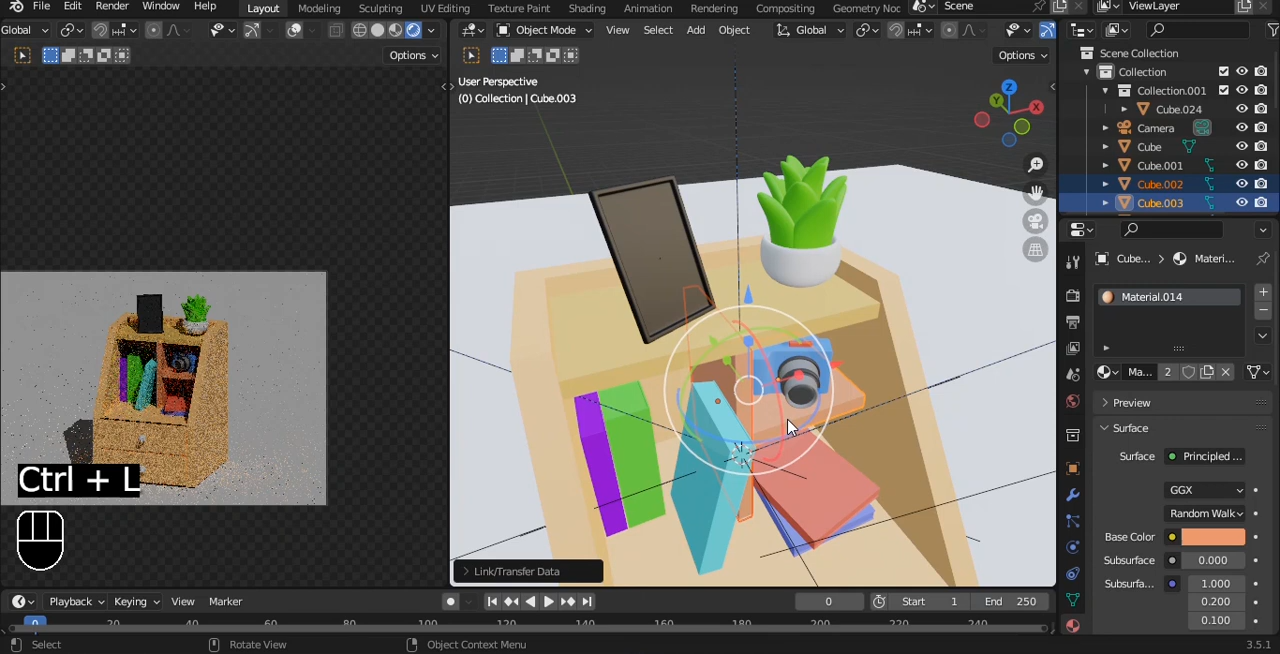 File Edit Render Window Help Layout Modeling Sculpting UV Editing Texture Paint Shading Animation Rendering Compositing Geometry Noc Scene ViewLayer
Global Object Mode View Select Add Object Global
Options Options
User Perspective
(0) Collection | Cube.003
X
Y
Z
Scene Collection
Collection
Collection.001
Cube.024
Camera
Cube
Cube.001
Cube.002
Cube.003
Cube... Materi...
Material.014
Ma... 2
Preview
Surface
Surface Principled ...
GGX
Random Walk
Base Color
Subsurface 0.000
Subsurfa... 1.000
0.200
0.100
Ctrl + L
Link/Transfer Data
Playback Keying View Marker 0 Start 1 End 250
0 20 40 60 80 100 120 140 160 180 200 220 240
Select Rotate View Object Context Menu 3.5.1